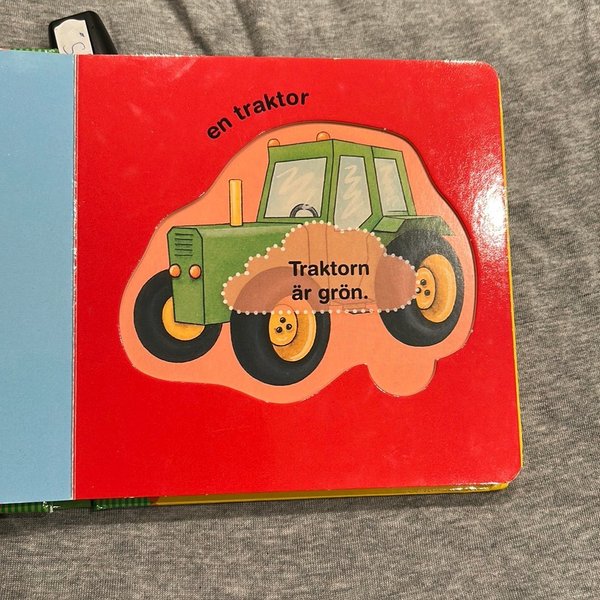 en traktor
Traktorn
är grön.